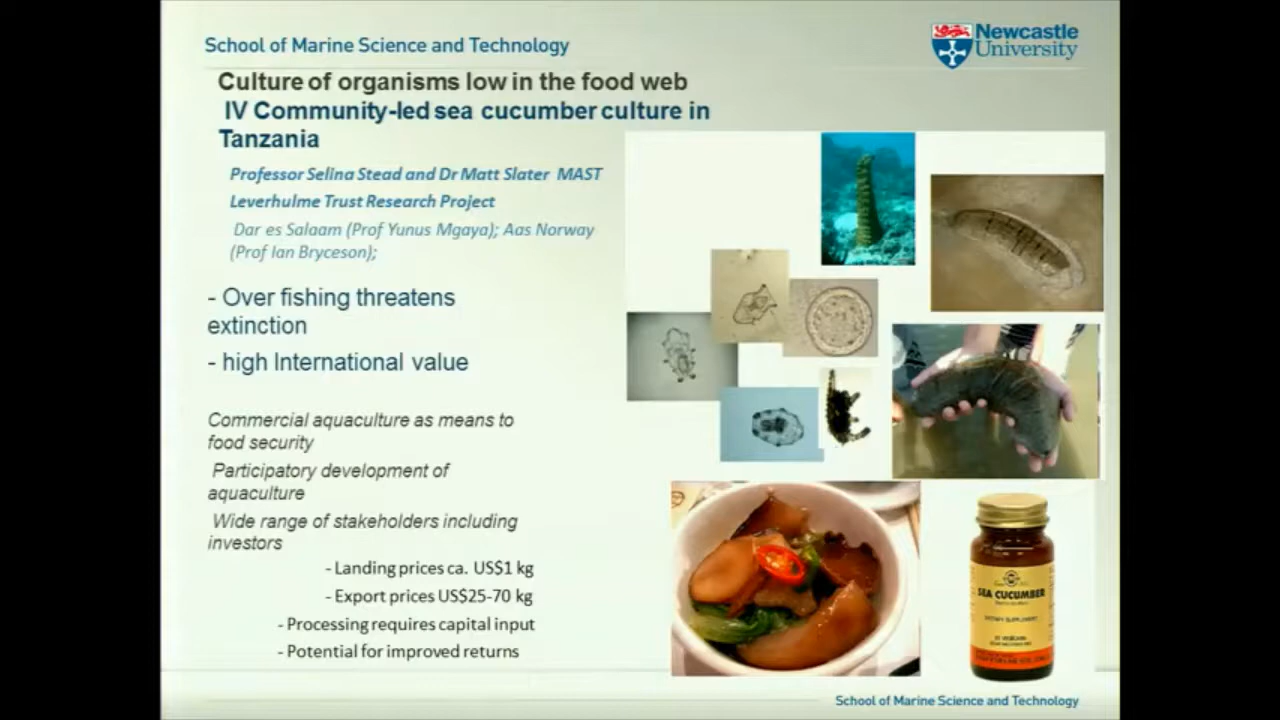 School of Marine Science and Technology
Newcastle
University
Culture of organisms low in the food web
IV Community-led sea cucumber culture in
Tanzania
Professor Selina Stead and Dr Matt Slater MAST
Leverhulme Trust Research Project
Dar es Salaam (Prof Yunus Mgaya); Aas Norway
(Prof Ian Bryceson);
- Over fishing threatens
extinction
- high International value
Commercial aquaculture as means to
food security
Participatory development of
aquaculture
Wide range of stakeholders including
investors
- Landing prices ca. US$1 kg
- Export prices US$25-70 kg
- Processing requires capital input
- Potential for improved returns
SEA CUCUMBER
DIETARY SUPPLEMENT
School of Marine Science and Technology